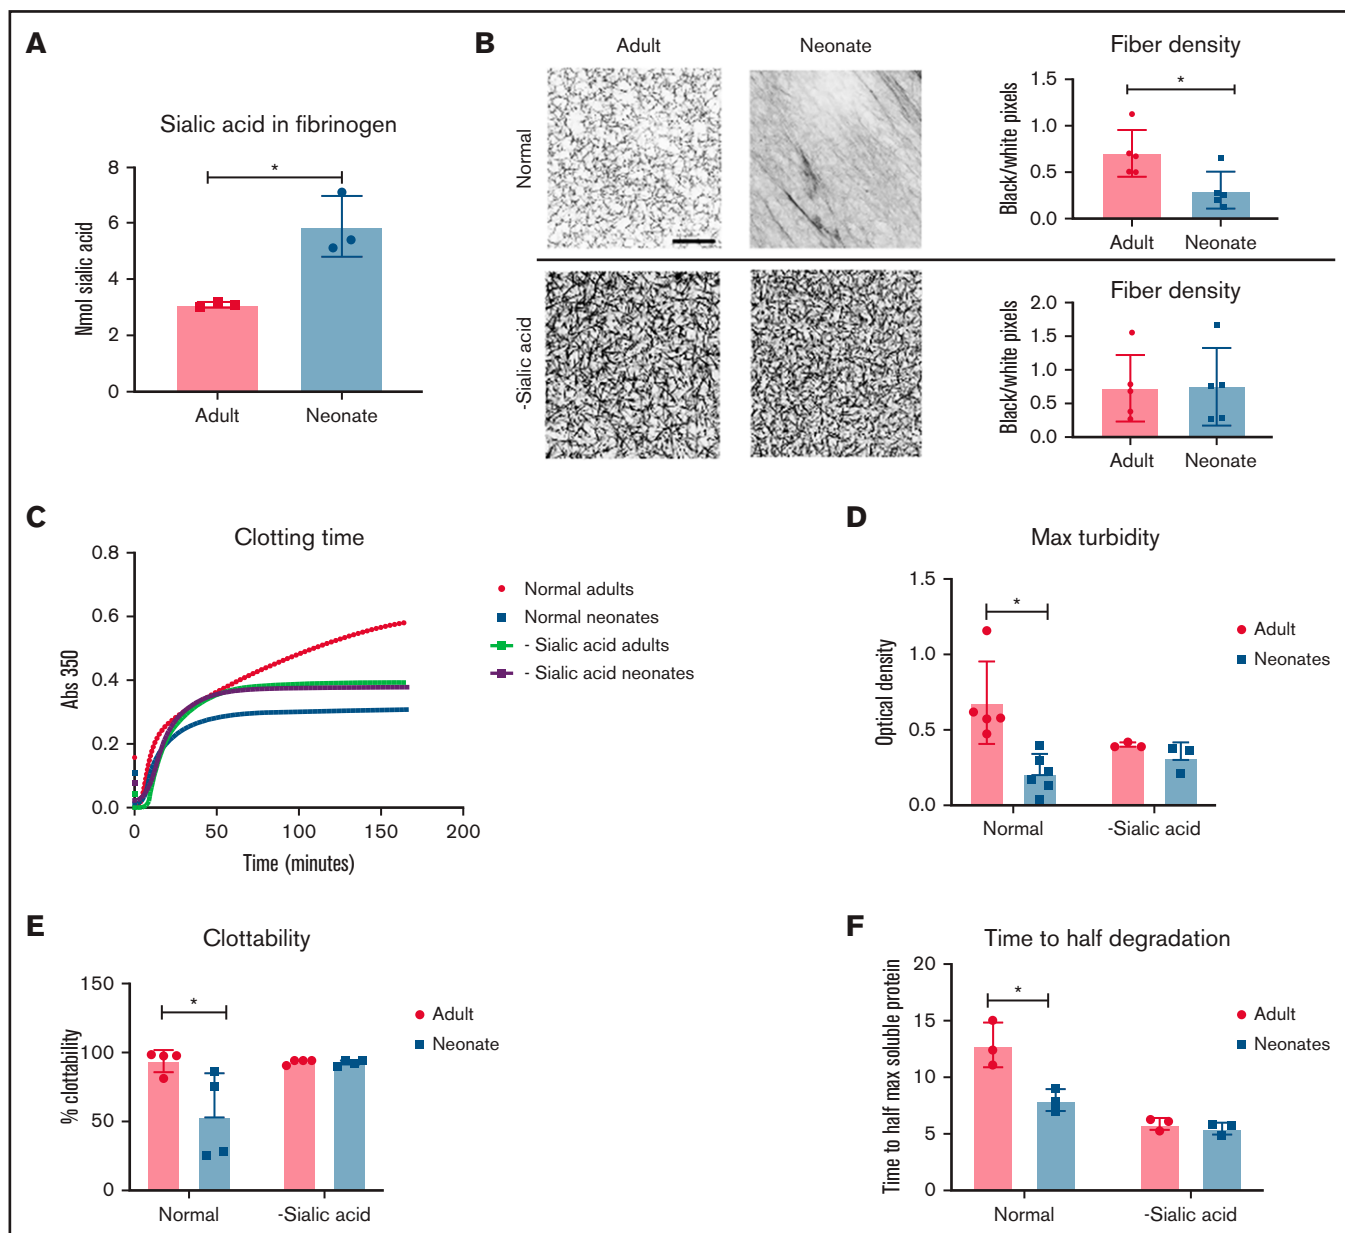 A
Sialic acid in fibrinogen
Nmol sialic acid
8
6
4
2
0
*
Adult
Neonate
B
Adult
Neonate
Normal
-Sialic acid
Fiber density
Black/white pixels
1.5
1.0
0.5
0.0
*
Adult
Neonate
Fiber density
Black/white pixels
2.0
1.5
1.0
0.5
0.0
Adult
Neonate
C
Clotting time
Abs 350
0.8
0.6
0.4
0.2
0.0
0
50
100
150
200
Time (minutes)
Normal adults
Normal neonates
- Sialic acid adults
- Sialic acid neonates
D
Max turbidity
Optical density
1.5
1.0
0.5
0.0
*
Normal
-Sialic acid
Adult
Neonates
E
Clottability
% clottability
150
100
50
0
*
Normal
-Sialic acid
Adult
Neonate
F
Time to half degradation
Time to half max soluble protein
20
15
10
5
0
*
Normal
-Sialic acid
Adult
Neonates